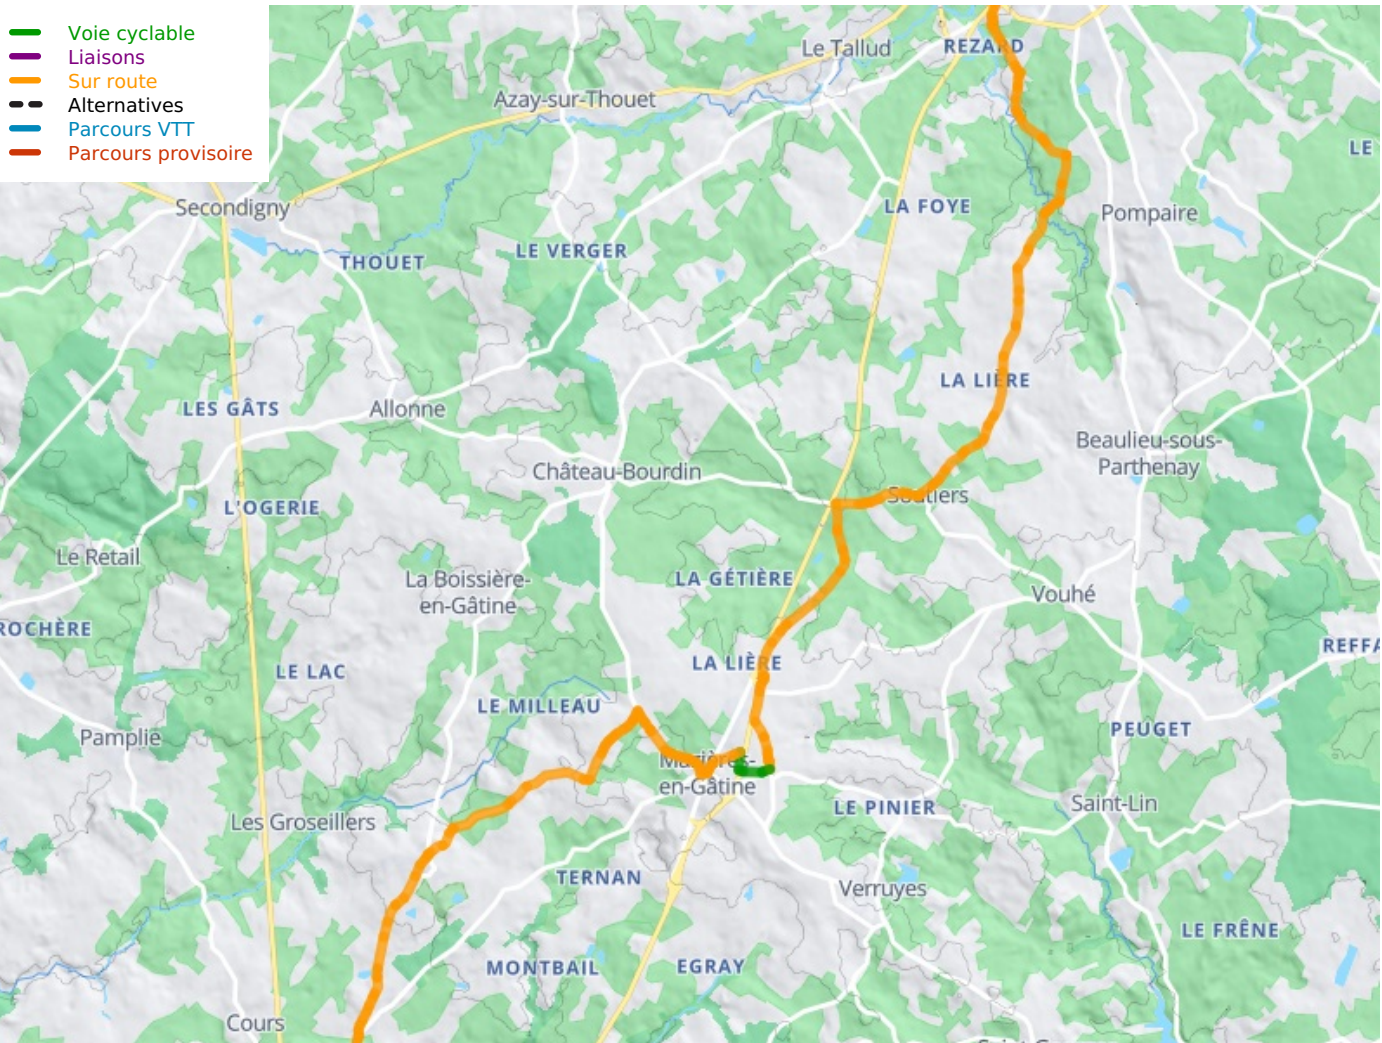 Voie cyclable
Liaisons
Sur route
Alternatives
Parcours VTT
Parcours provisoire
Le Tallud
REZARD
Azay-sur-Thouet
LE
Secondigny
LA FOYE
Pompaire
LE VERGER
THOUET
LA LIÈRE
LES GÂTS
Allonne
Beaulieu-sous-
Parthenay
Château-Bourdin
Soutiers
L'OGERIE
Le Retail
La Boissière-
en-Gâtine
LA GÉTIÈRE
Vouhé
ROCHÈRE
REFFA
LA LIÈRE
LE LAC
LE MILLEAU
PEUGET
Pamplie
Mazières-
en-Gâtine
LE PINIER
Saint-Lin
Les Groseillers
TERNAN
Verruyes
LE FRÊNE
MONTBAIL
EGRAY
Cours